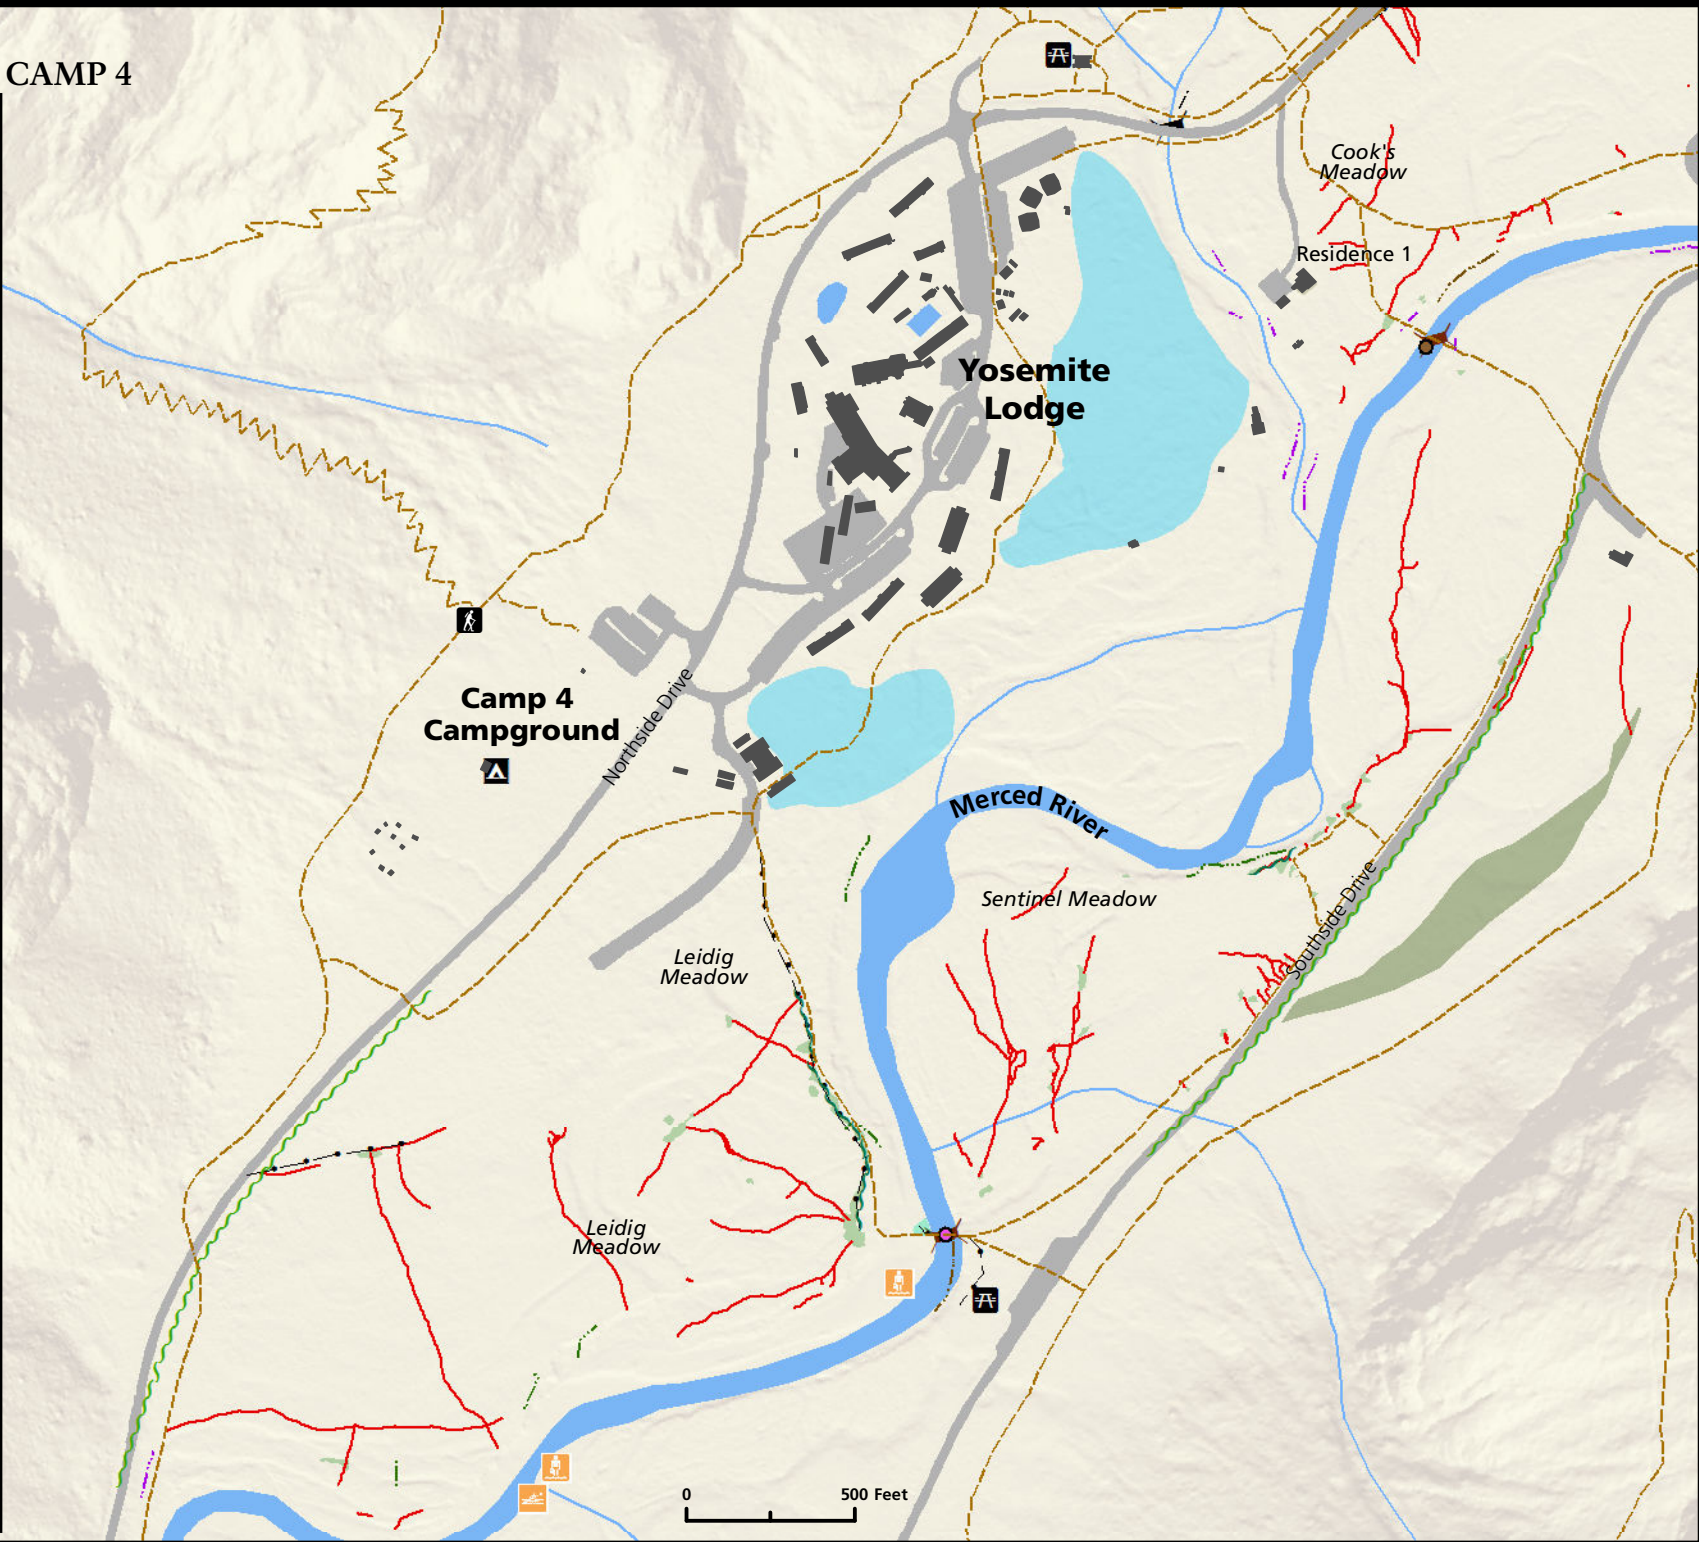 CAMP 4
Cook's
Meadow
Residence 1
Yosemite
Lodge
Camp 4
Campground
Northside Drive
Merced River
Sentinel Meadow
Southside Drive
Leidig
Meadow
Leidig
Meadow
0 500 Feet